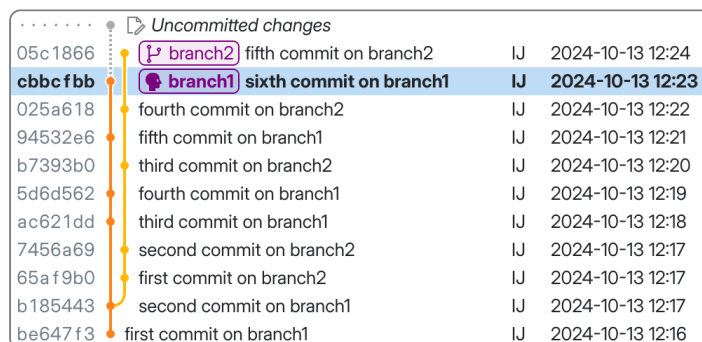 Uncommitted changes
05c1866 branch2 fifth commit on branch2 IJ 2024-10-13 12:24
cbbcfbb branch1 sixth commit on branch1 IJ 2024-10-13 12:23
025a618 fourth commit on branch2 IJ 2024-10-13 12:22
94532e6 fifth commit on branch1 IJ 2024-10-13 12:21
b7393b0 third commit on branch2 IJ 2024-10-13 12:20
5d6d562 fourth commit on branch1 IJ 2024-10-13 12:19
ac621dd third commit on branch1 IJ 2024-10-13 12:18
7456a69 second commit on branch2 IJ 2024-10-13 12:17
65af9b0 first commit on branch2 IJ 2024-10-13 12:17
b185443 second commit on branch1 IJ 2024-10-13 12:17
be647f3 first commit on branch1 IJ 2024-10-13 12:16